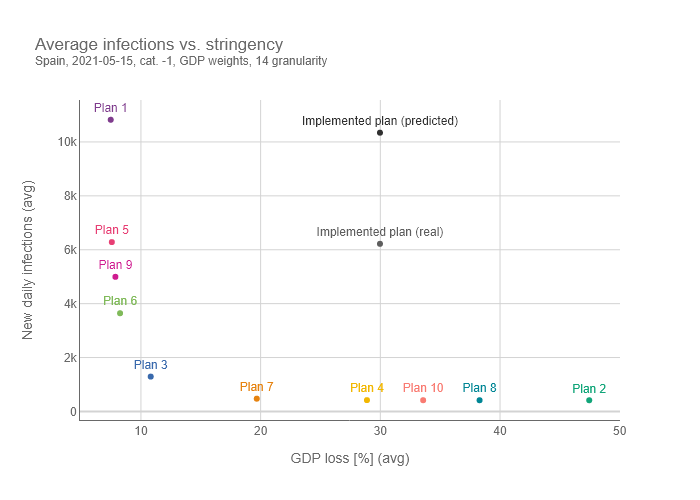 Average infections vs. stringency
Spain, 2021-05-15, cat. -1, GDP weights, 14 granularity
Plan 1
Implemented plan (predicted)
10k
8k
Plan 5
Implemented plan (real)
6k
Plan 9
Plan 6
4k
Plan 3
2k
Plan 7
Plan 4
Plan 10
Plan 8
Plan 2
0
10
20
30
40
50
New daily infections (avg)
GDP loss [%] (avg)